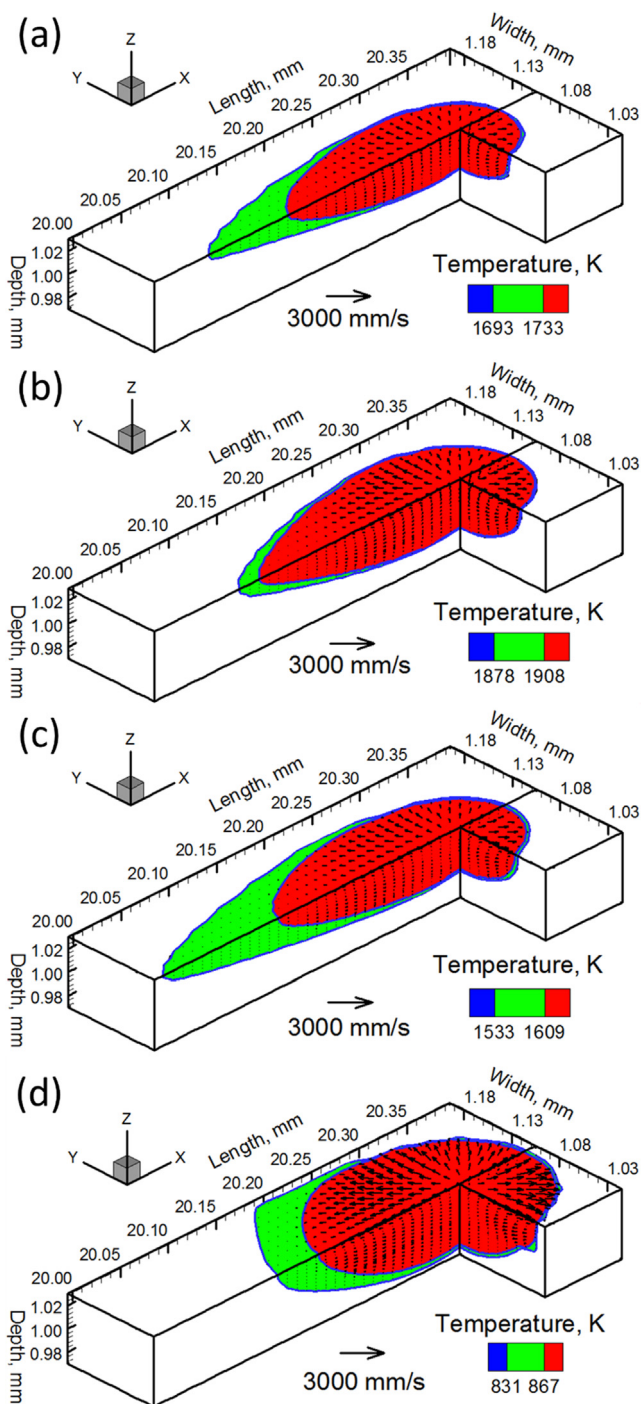 (a)
Z
Y
X
Length, mm
Width, mm
20.00
20.05
20.10
20.15
20.20
20.25
20.30
20.35
1.18
1.13
1.08
1.03
Depth, mm
1.02
1.00
0.98
3000 mm/s
Temperature, K
1693 1733
(b)
Z
Y
X
Length, mm
Width, mm
20.00
20.05
20.10
20.15
20.20
20.25
20.30
20.35
1.18
1.13
1.08
1.03
Depth, mm
1.02
1.00
0.98
3000 mm/s
Temperature, K
1878 1908
(c)
Z
Y
X
Length, mm
Width, mm
20.00
20.05
20.10
20.15
20.20
20.25
20.30
20.35
1.18
1.13
1.08
1.03
Depth, mm
1.02
1.00
0.98
3000 mm/s
Temperature, K
1533 1609
(d)
Z
Y
X
Length, mm
Width, mm
20.00
20.05
20.10
20.15
20.20
20.25
20.30
20.35
1.18
1.13
1.08
1.03
Depth, mm
1.02
1.00
0.98
3000 mm/s
Temperature, K
831 867